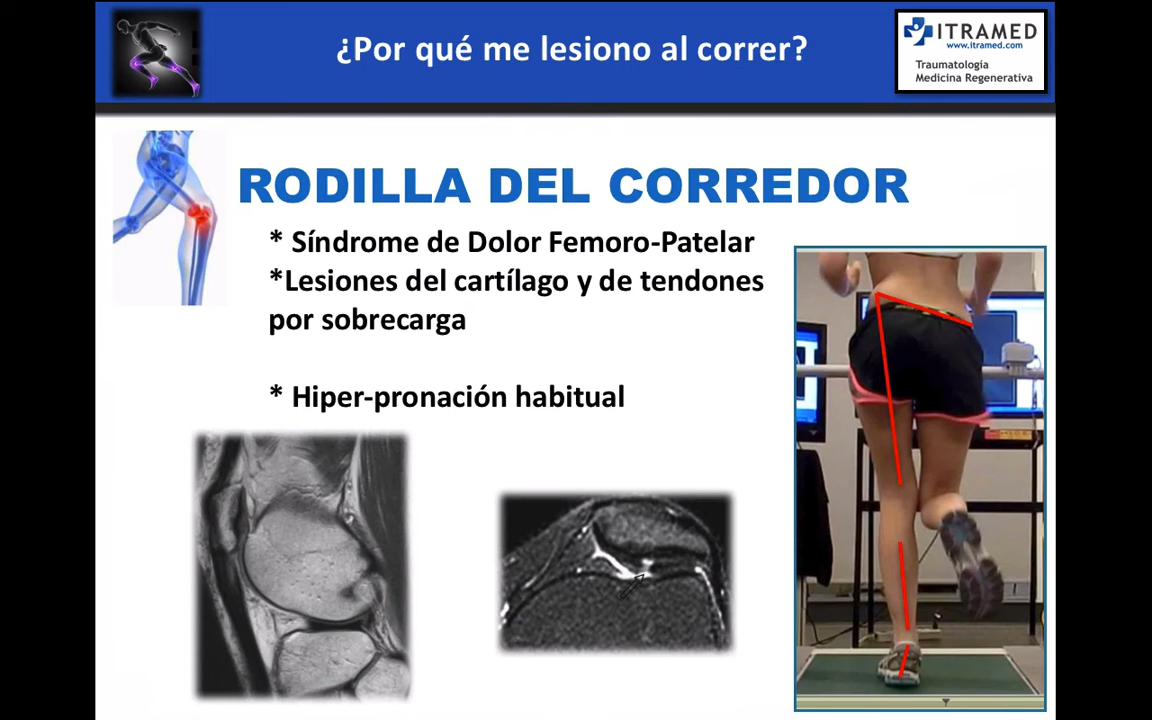 ¿Por qué me lesiono al correr?
ITRAMED
www.itramed.com
Traumatología
Medicina Regenerativa
RODILLA DEL CORREDOR
* Síndrome de Dolor Femoro-Patelar
*Lesiones del cartílago y de tendones
por sobrecarga
* Hiper-pronación habitual